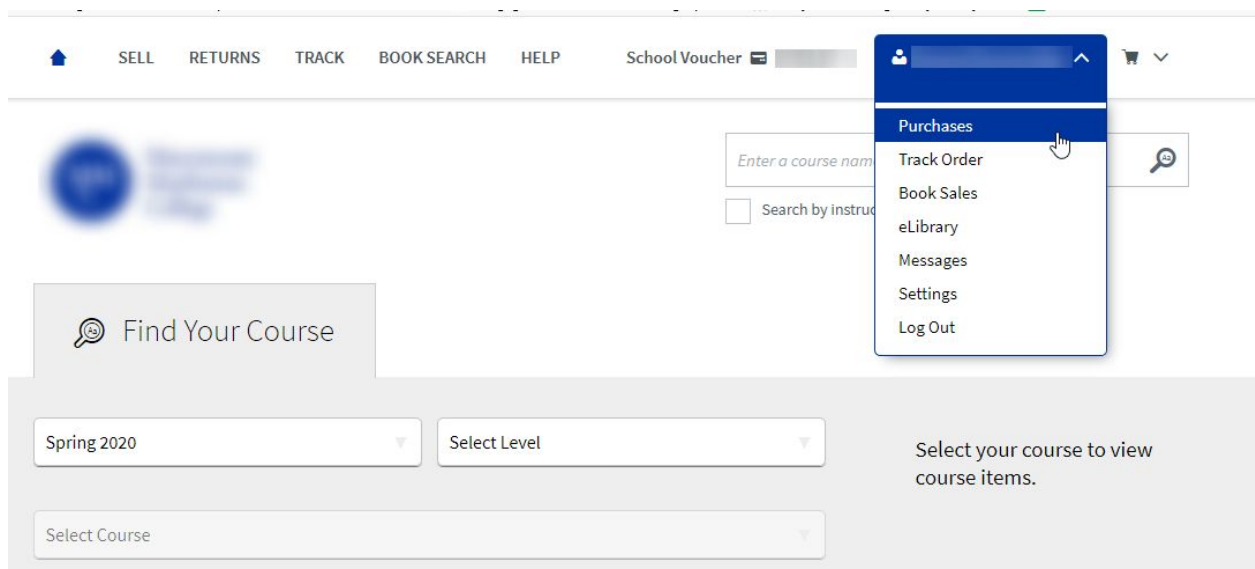 SELL RETURNS TRACK BOOK SEARCH HELP School Voucher
Purchases
Enter a course nam
Track Order
Book Sales
Search by instruc
eLibrary
Messages
Settings
Log Out
Find Your Course
Spring 2020 Select Level
Select your course to view
course items.
Select Course